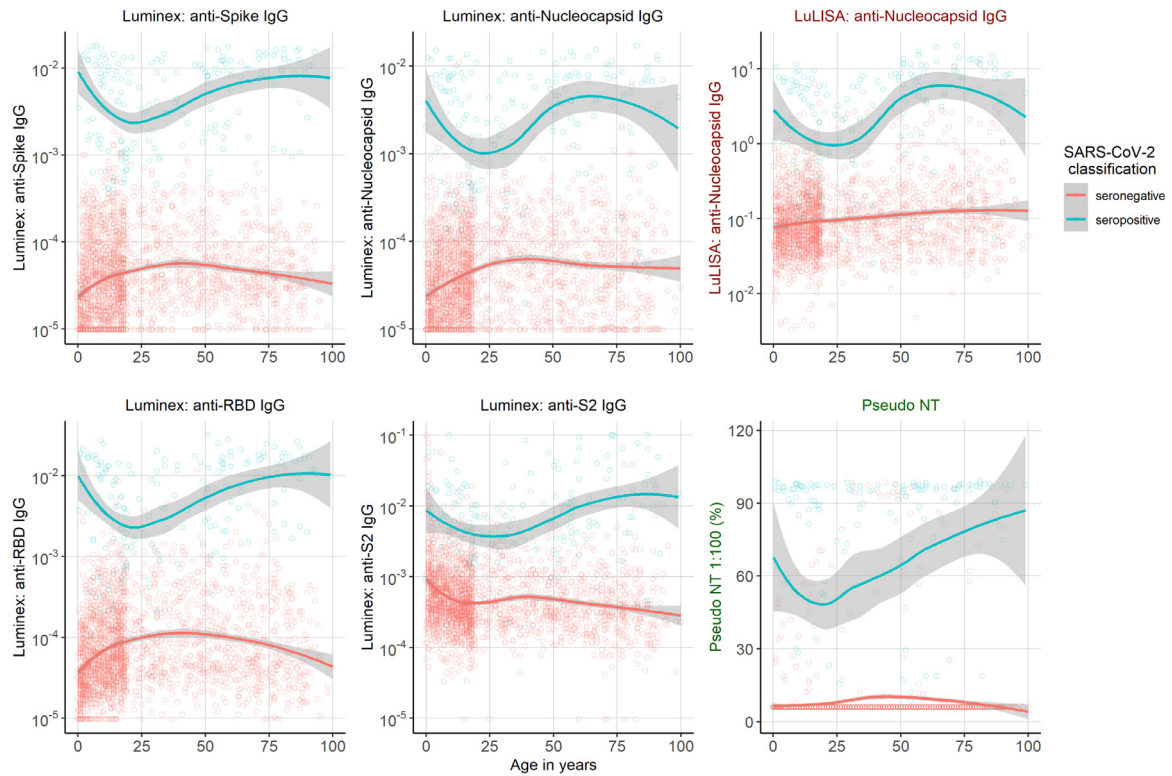 Luminex: anti-Spike IgG
Luminex: anti-Spike IgG
10-2
10-3
10-4
10-5
0 25 50 75 100
Luminex: anti-Nucleocapsid IgG
Luminex: anti-Nucleocapsid IgG
10-2
10-3
10-4
10-5
0 25 50 75 100
LuLISA: anti-Nucleocapsid IgG
LuLISA: anti-Nucleocapsid IgG
10^1
10^0
10-1
10-2
0 25 50 75 100
SARS-CoV-2
classification
seronegative
seropositive
Luminex: anti-RBD IgG
Luminex: anti-RBD IgG
10-2
10-3
10-4
10-5
0 25 50 75 100
Luminex: anti-S2 IgG
Luminex: anti-S2 IgG
10-1
10-2
10-3
10-4
10-5
0 25 50 75 100
Age in years
Pseudo NT
Pseudo NT 1:100 (%)
120
90
60
30
0
0 25 50 75 100